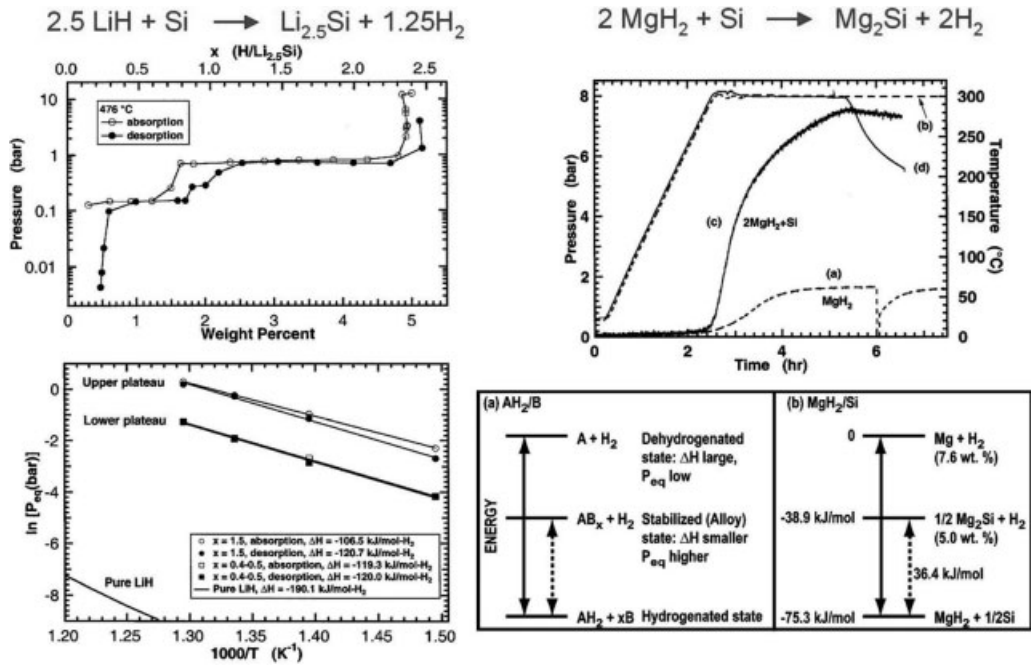 2.5 LiH + Si → Li2.5Si + 1.25H2
x (H/Li2.5Si)
0.0 0.5 1.0 1.5 2.0 2.5
10
1
0.1
0.01
Pressure (bar)
476 °C
absorption
desorption
0 1 2 3 4 5
Weight Percent
2 MgH2 + Si → Mg2Si + 2H2
8
6
4
2
0
Pressure (bar)
300
250
200
150
100
50
0
Temperature (°C)
(b)
(d)
(c) 2MgH2+Si
(a)
MgH2
0 2 4 6
Time (hr)
0
-2
-4
-6
-8
ln [Peq(bar)]
Upper plateau
Lower plateau
x = 1.5, absorption, ΔH = -106.5 kJ/mol-H2
x = 1.5, desorption, ΔH = -120.7 kJ/mol-H2
x = 0.4-0.5, absorption, ΔH = -119.3 kJ/mol-H2
x = 0.4-0.5, desorption, ΔH = -120.0 kJ/mol-H2
Pure LiH, ΔH = -190.1 kJ/mol-H2
Pure LiH
1.20 1.25 1.30 1.35 1.40 1.45 1.50
1000/T (K-1)
(a) AH2/B
ENERGY
A + H2
Dehydrogenated
state: ΔH large,
Peq low
ABx + H2
Stabilized (Alloy)
state: ΔH smaller
Peq higher
AH2 + xB
Hydrogenated state
(b) MgH2/Si
0
Mg + H2
(7.6 wt. %)
-38.9 kJ/mol
1/2 Mg2Si + H2
(5.0 wt. %)
36.4 kJ/mol
-75.3 kJ/mol
MgH2 + 1/2Si